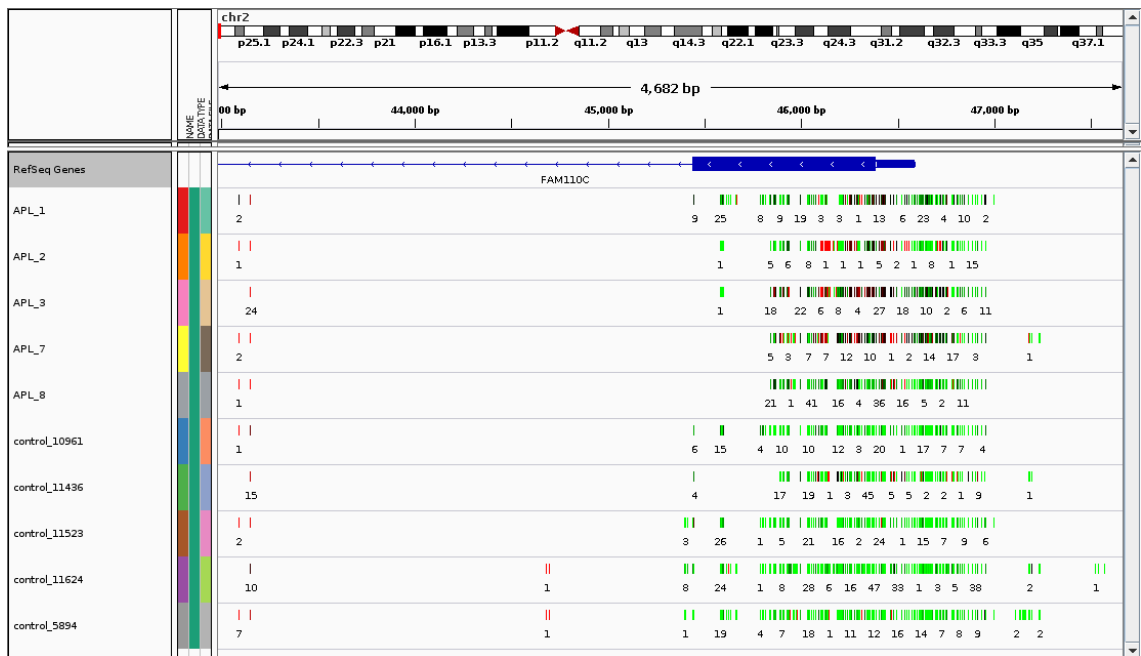 chr2
p25.1 p24.1 p22.3 p21 p16.1 p13.3 p11.2 q11.2 q13 q14.3 q22.1 q23.3 q24.3 q31.2 q32.3 q33.3 q35 q37.1
4,682 bp
00 bp 44,000 bp 45,000 bp 46,000 bp 47,000 bp
NAME
DATA TYPE
RefSeq Genes
FAM110C
APL_1
2 9 25 8 9 19 3 3 1 13 6 23 4 10 2
APL_2
1 1 5 6 8 1 1 1 5 2 1 8 1 15
APL_3
24 1 18 22 6 8 4 27 18 10 2 6 11
APL_7
2 5 3 7 7 12 10 1 2 14 17 3 1
APL_8
1 21 1 41 16 4 36 16 5 2 11
control_10961
1 6 15 4 10 10 12 3 20 1 17 7 7 4
control_11436
15 4 17 19 1 3 45 5 5 2 2 1 9 1
control_11523
2 3 26 1 5 21 16 2 24 1 15 7 9 6
control_11624
10 1 8 24 1 8 28 6 16 47 33 1 3 5 38 2 1
control_5894
7 1 1 19 4 7 18 1 11 12 16 14 7 8 9 2 2